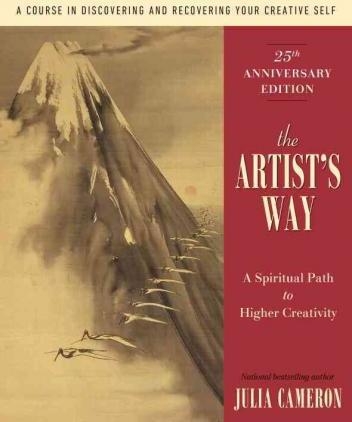 A COURSE IN DISCOVERING AND RECOVERING YOUR CREATIVE SELF
25th
ANNIVERSARY
EDITION
the
ARTIST'S
WAY
A Spiritual Path
to
Higher Creativity
National bestselling author
JULIA CAMERON